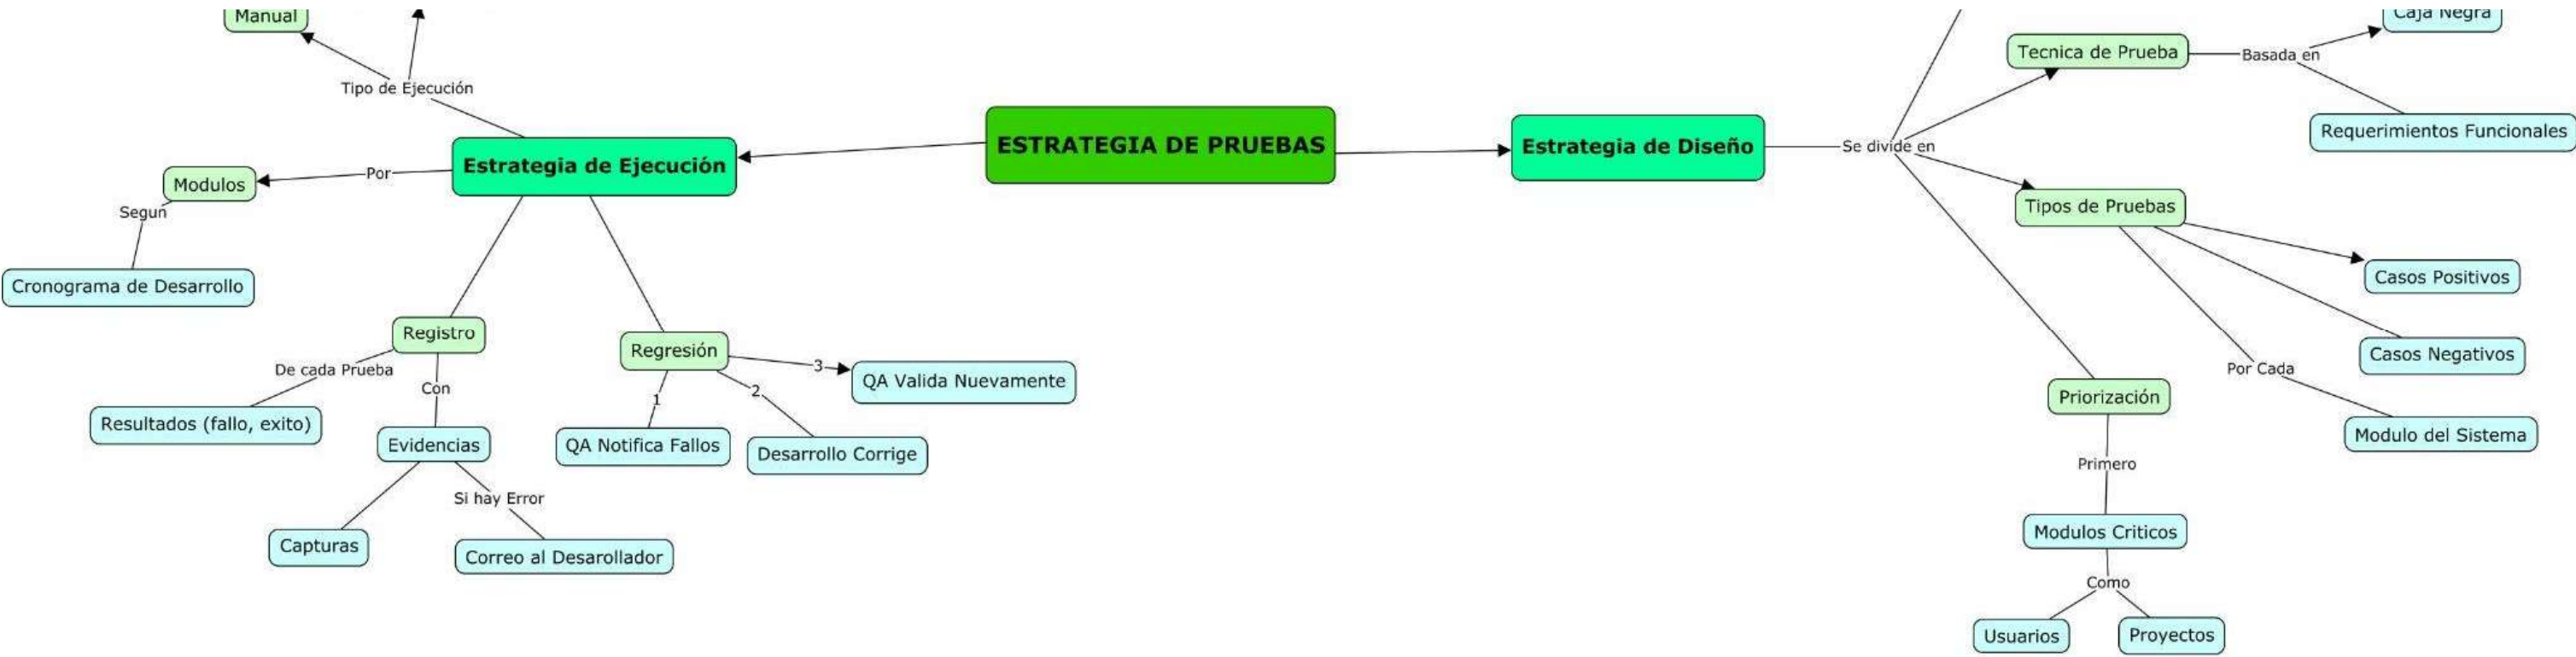 Manual
Caja Negra
Tecnica de Prueba
Basada en
Tipo de Ejecución
Requerimientos Funcionales
ESTRATEGIA DE PRUEBAS
Estrategia de Diseño
Se divide en
Estrategia de Ejecución
Por
Modulos
Segun
Tipos de Pruebas
Cronograma de Desarrollo
Casos Positivos
Registro
Regresión
Casos Negativos
De cada Prueba
Por Cada
3
QA Valida Nuevamente
Con
2
1
Priorización
Resultados (fallo, exito)
Evidencias
QA Notifica Fallos
Desarrollo Corrige
Modulo del Sistema
Primero
Si hay Error
Modulos Criticos
Capturas
Correo al Desarollador
Como
Usuarios
Proyectos